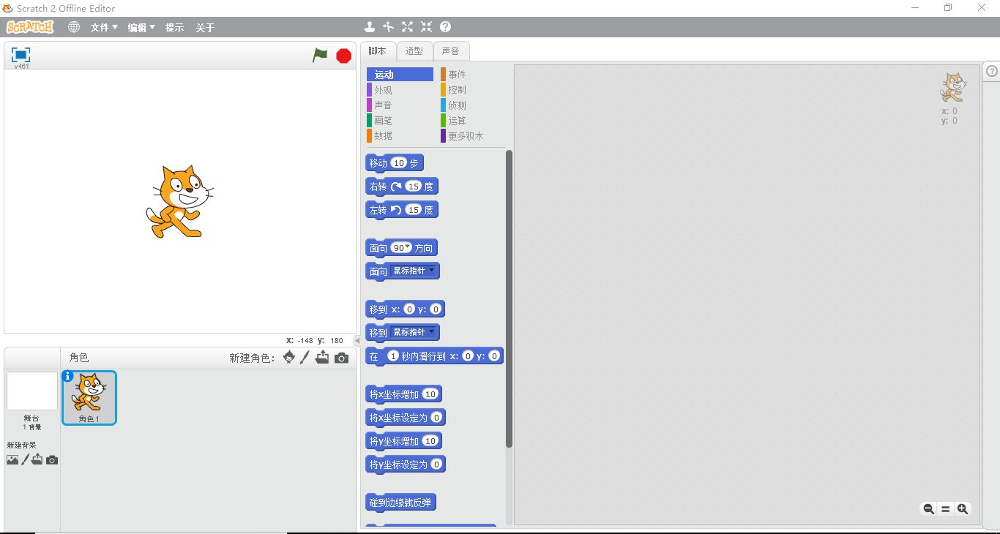 Scratch 2 Offline Editor
SCRATCH 文件 编辑 提示 关于
v461
脚本 造型 声音
运动 事件
外观 控制
声音 侦测
画笔 运算
数据 更多积木
x: 0
y: 0
移动 10 步
右转 15 度
左转 15 度
面向 90 方向
面向 鼠标指针
移到 x: 0 y: 0
移到 鼠标指针
在 1 秒内滑行到 x: 0 y: 0
将x坐标增加 10
将x坐标设定为 0
将y坐标增加 10
将y坐标设定为 0
碰到边缘就反弹
x: -148 y: 180
角色 新建角色:
舞台
1 背景
新建背景
角色1